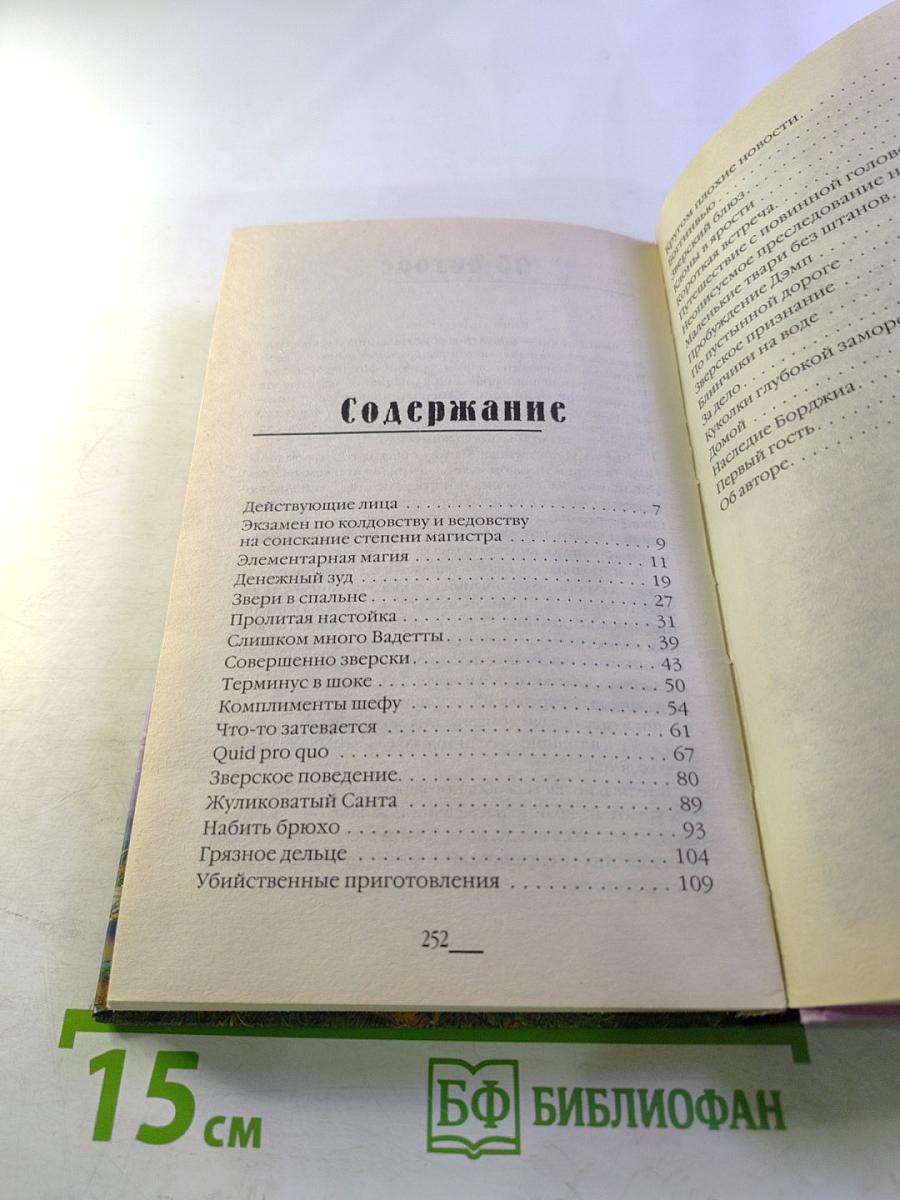 Содержание
Действующие лица . . . . . . . . . . . . . . . . . . . . . . . 7
Экзамен по колдовству и ведовству
на соискание степени магистра . . . . . . . . . . . . . 9
Элементарная магия . . . . . . . . . . . . . . . . . . . . . 11
Денежный зуд . . . . . . . . . . . . . . . . . . . . . . . . . 19
Звери в спальне . . . . . . . . . . . . . . . . . . . . . . . . 27
Пролитая настойка . . . . . . . . . . . . . . . . . . . . . . 31
Слишком много Вадетты . . . . . . . . . . . . . . . . . . 39
Совершенно зверски . . . . . . . . . . . . . . . . . . . . . 43
Терминус в шоке . . . . . . . . . . . . . . . . . . . . . . . . 50
Комплименты шефу . . . . . . . . . . . . . . . . . . . . . 54
Что-то затевается . . . . . . . . . . . . . . . . . . . . . . . 61
Quid pro quo . . . . . . . . . . . . . . . . . . . . . . . . . . 67
Зверское поведение . . . . . . . . . . . . . . . . . . . . . 80
Жуликоватый Санта . . . . . . . . . . . . . . . . . . . . . 89
Набить брюхо . . . . . . . . . . . . . . . . . . . . . . . . . 93
Грязное дельце . . . . . . . . . . . . . . . . . . . . . . . . 104
Убийственные приготовления . . . . . . . . . . . . . 109
252
Кругом плохие новости
Зверский блюз
Клоны в ярости
Короткая встреча
Путешествие с повинной
Неописуемое преследование
Маленькие твари без штанов
Пробуждение Дэмп
По пустынной дороге
Зверское признание
Блинчики на воде
За дело
Куколки глубокой
Домой
Наследие Борджиа
Первый гость
Об авторе
15 см
БФ БИБЛИОФАН